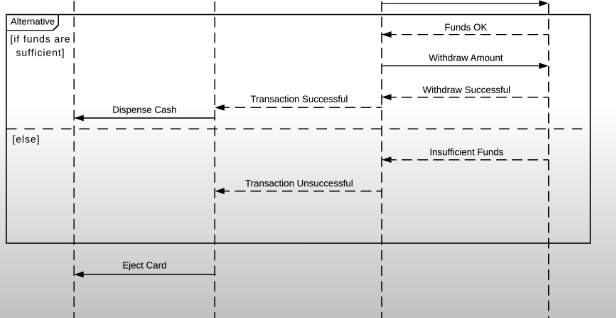 Alternative
Funds OK
[if funds are
sufficient]
Withdraw Amount
Withdraw Successful
Transaction Successful
Dispense Cash
[else]
Insufficient Funds
Transaction Unsuccessful
Eject Card